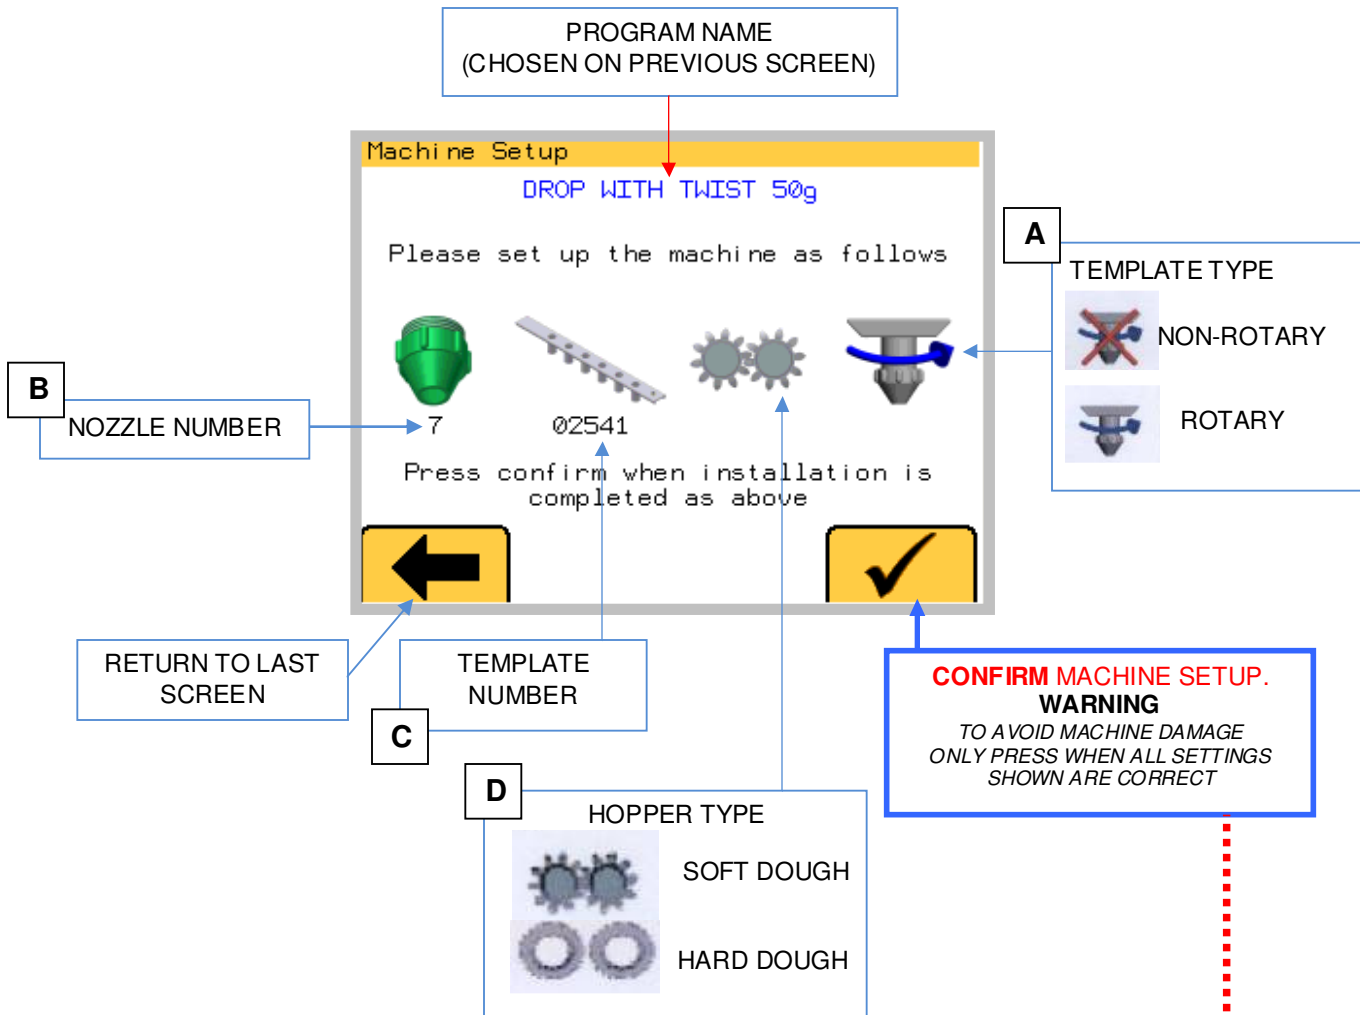 PROGRAM NAME
(CHOSEN ON PREVIOUS SCREEN)
Machine Setup
DROP WITH TWIST 50g
Please set up the machine as follows
A
TEMPLATE TYPE
NON-ROTARY
ROTARY
B
NOZZLE NUMBER
7
02541
Press confirm when installation is
completed as above
RETURN TO LAST
SCREEN
TEMPLATE
NUMBER
C
CONFIRM MACHINE SETUP.
WARNING
TO AVOID MACHINE DAMAGE
ONLY PRESS WHEN ALL SETTINGS
SHOWN ARE CORRECT
D
HOPPER TYPE
SOFT DOUGH
HARD DOUGH